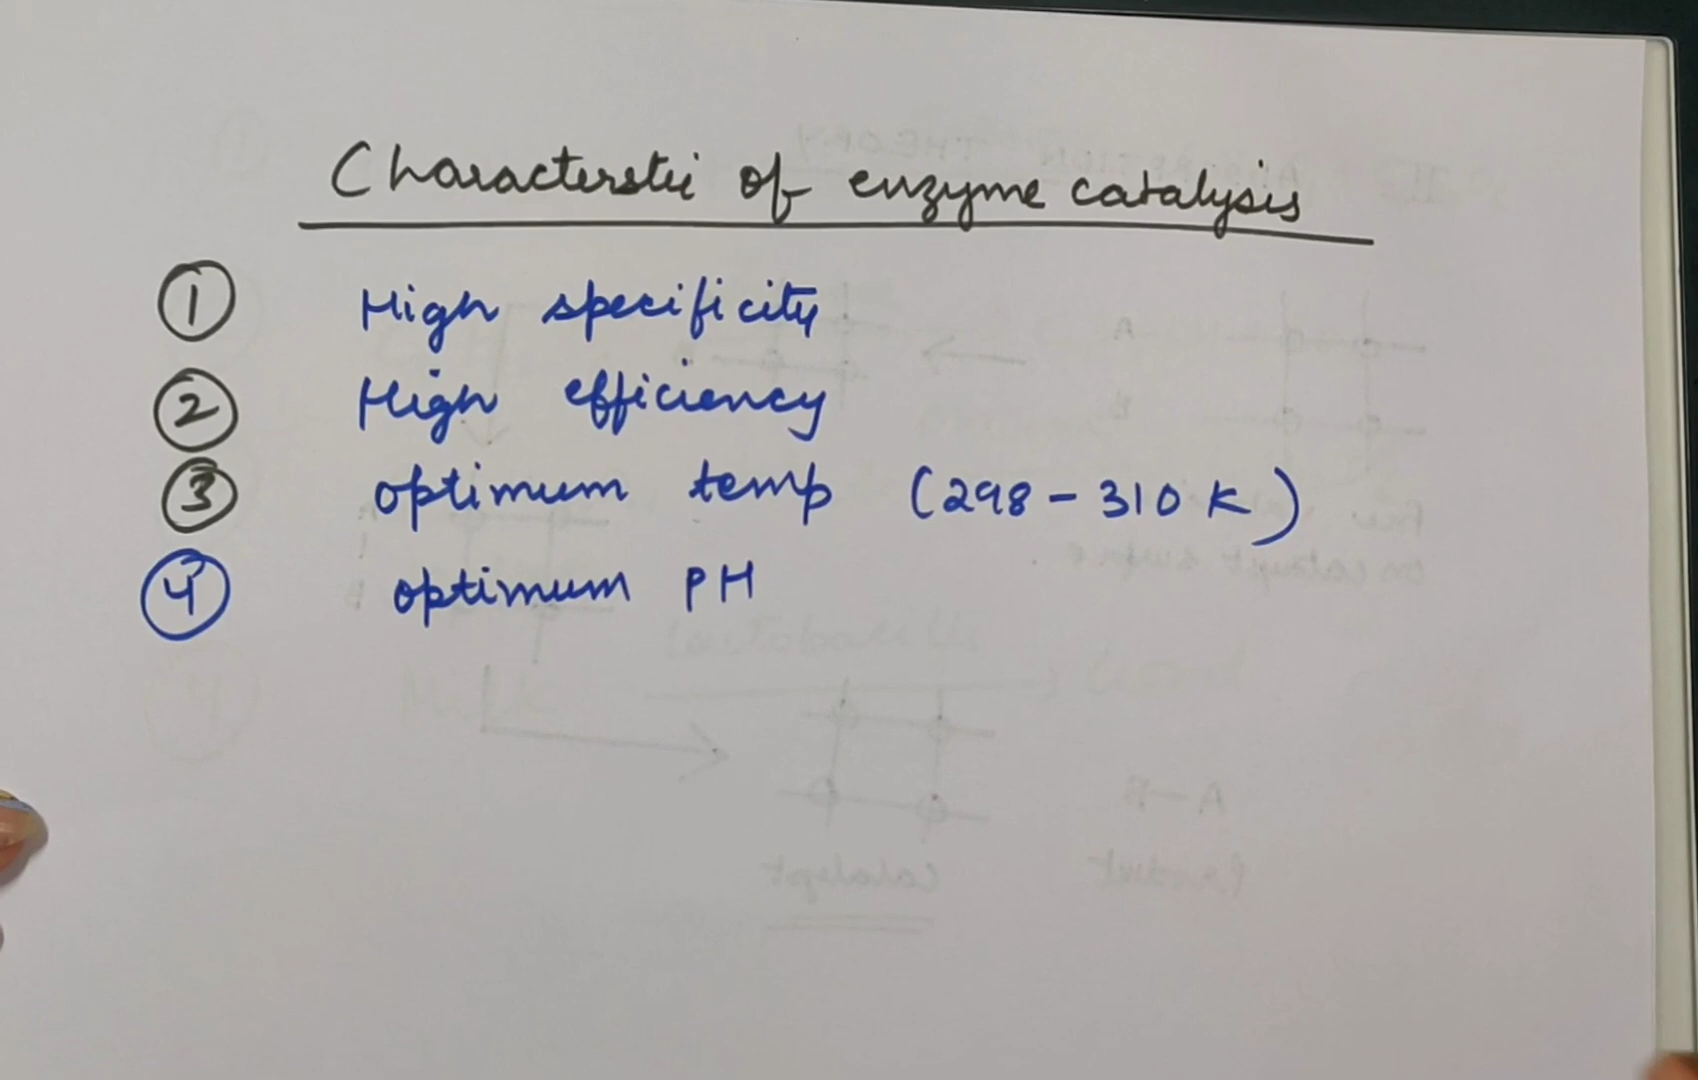 Characterstic of enzyme catalysis
① High specificity
② High efficiency
③ optimum temp (298-310 K)
④ optimum PH